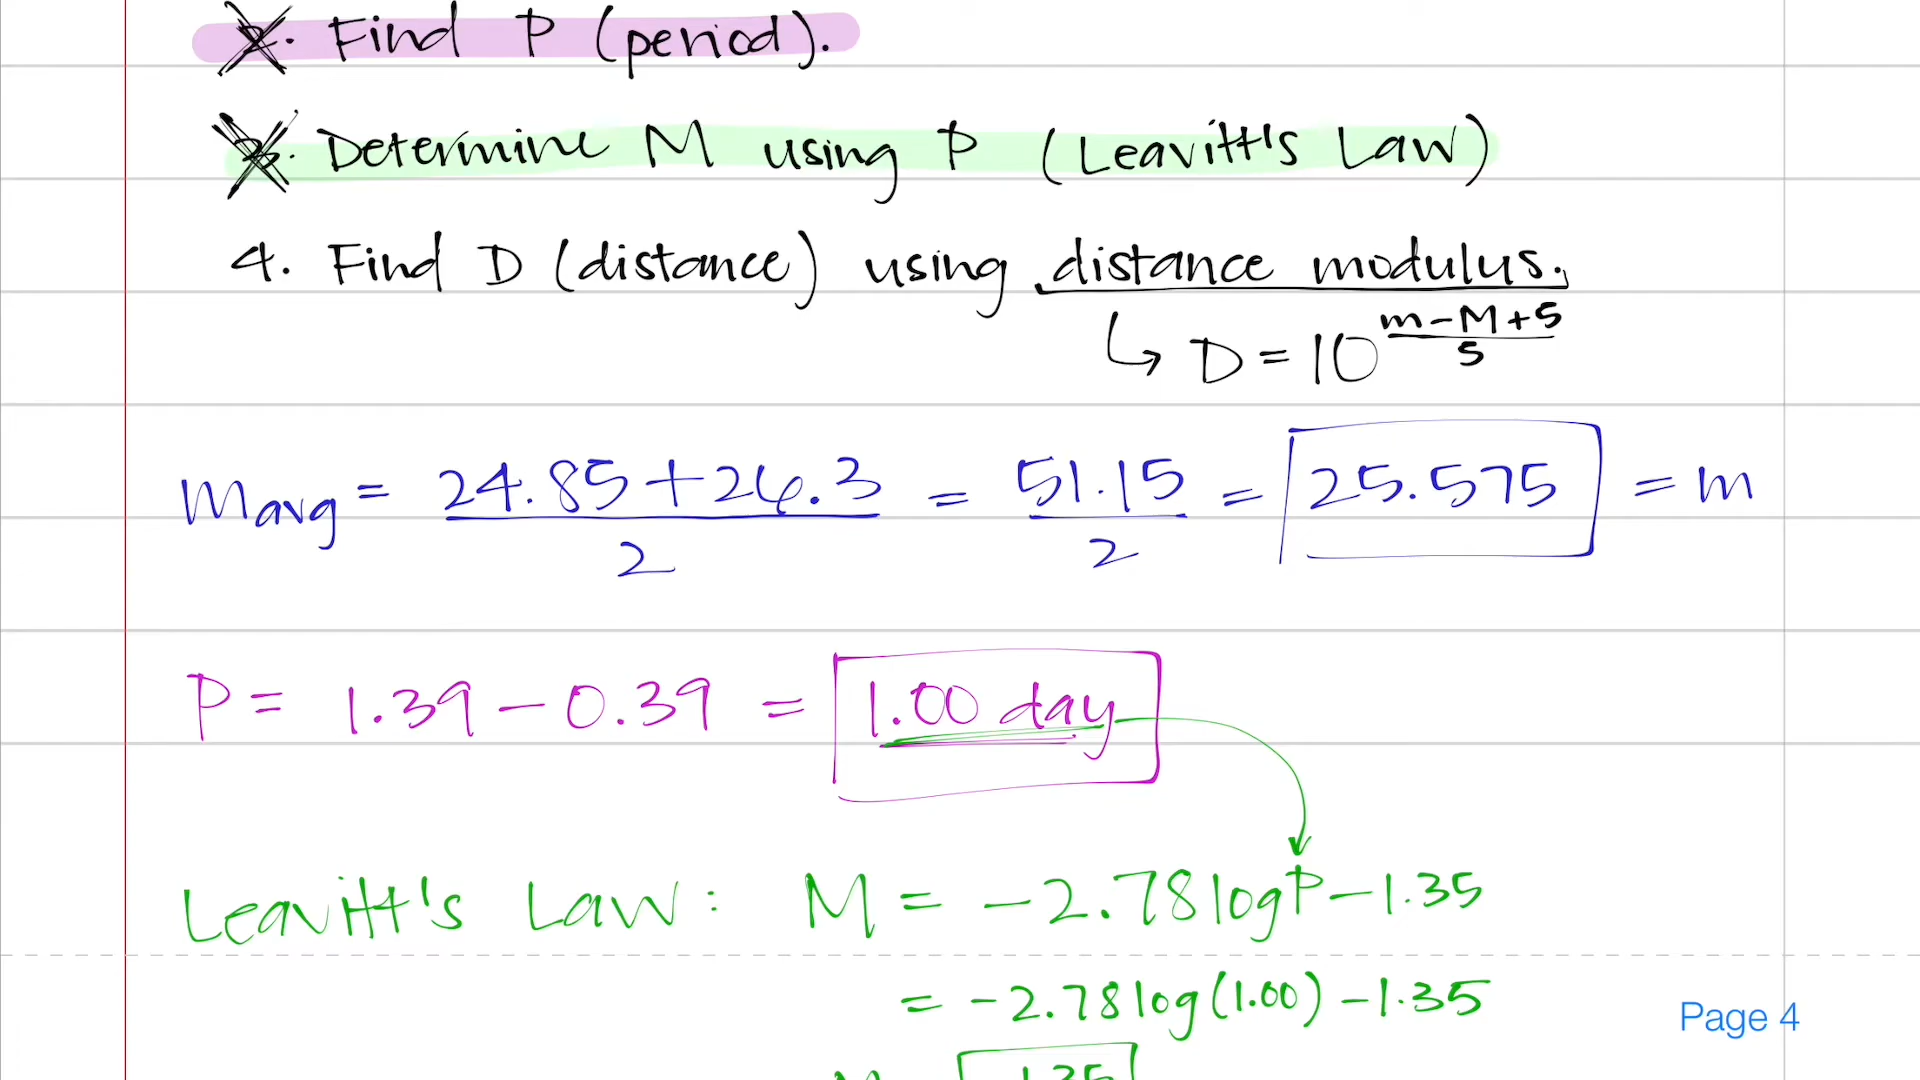 2. Find P (period).
3. Determine M using P (Leavitt's Law)
4. Find D (distance) using distance modulus.
↳ D = 10^((m-M+5)/5)
mavg = (24.85+26.3)/2 = 51.15/2 = 25.575 = m
P = 1.39 - 0.39 = 1.00 day
Leavitt's Law: M = -2.78 log P - 1.35
= -2.78 log(1.00) - 1.35
Page 4